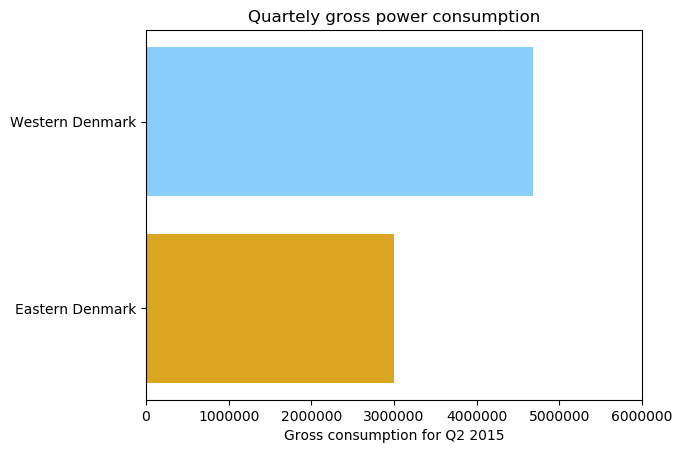 Quartely gross power consumption
Western Denmark
Eastern Denmark
0 1000000 2000000 3000000 4000000 5000000 6000000
Gross consumption for Q2 2015